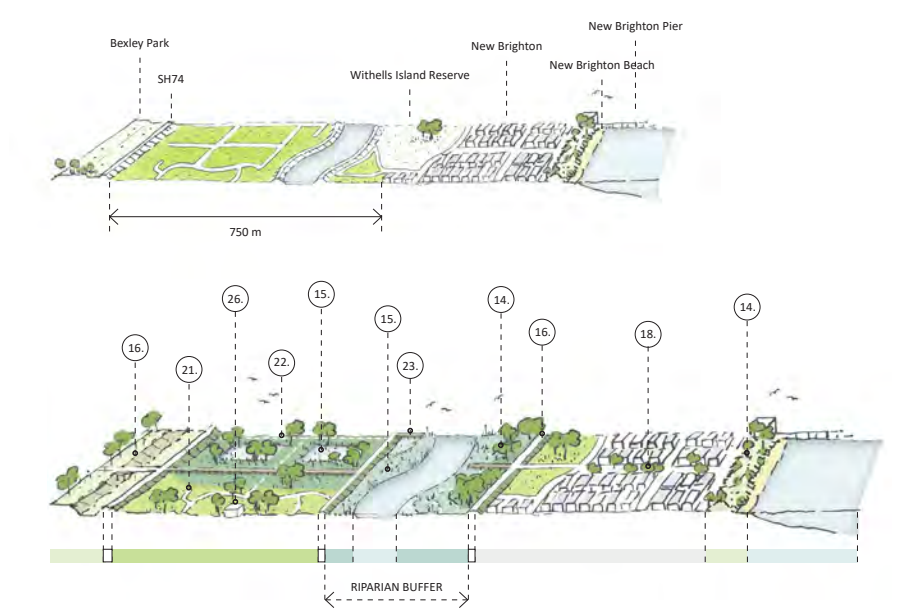 New Brighton Pier
Bexley Park
New Brighton
New Brighton Beach
SH74
Withells Island Reserve
750 m
26.
15.
14.
14.
15.
16.
16.
18.
22.
23.
21.
RIPARIAN BUFFER